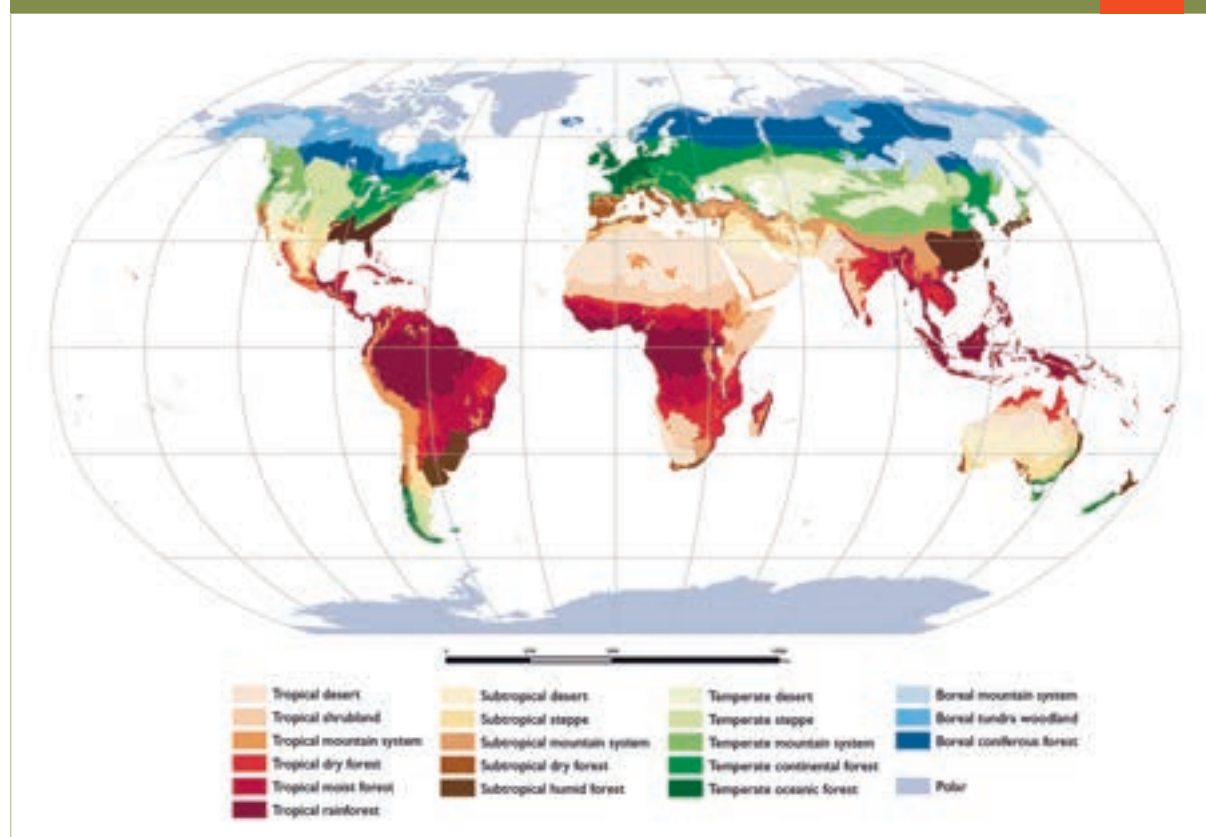 Tropical desert
Tropical shrubland
Tropical mountain system
Tropical dry forest
Tropical moist forest
Tropical rainforest
Subtropical desert
Subtropical steppe
Subtropical mountain system
Subtropical dry forest
Subtropical humid forest
Temperate desert
Temperate steppe
Temperate mountain system
Temperate continental forest
Temperate oceanic forest
Boreal mountain system
Boreal tundra woodland
Boreal coniferous forest
Polar